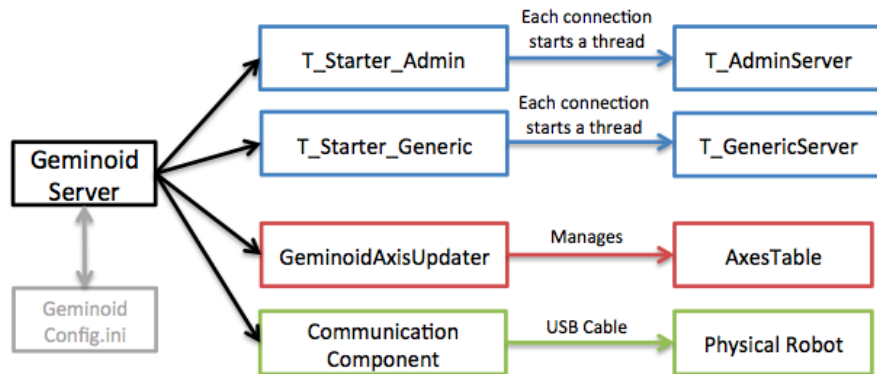 Each connection
starts a thread
T_Starter_Admin
T_AdminServer
Each connection
starts a thread
T_Starter_Generic
T_GenericServer
Geminoid
Server
GeminoidAxisUpdater
Manages
AxesTable
Geminoid
Config.ini
Communication
Component
USB Cable
Physical Robot